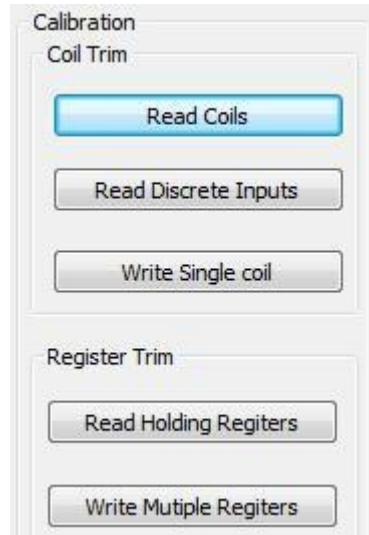 Calibration
Coil Trim
Read Coils
Read Discrete Inputs
Write Single coil
Register Trim
Read Holding Regiters
Write Mutiple Regiters